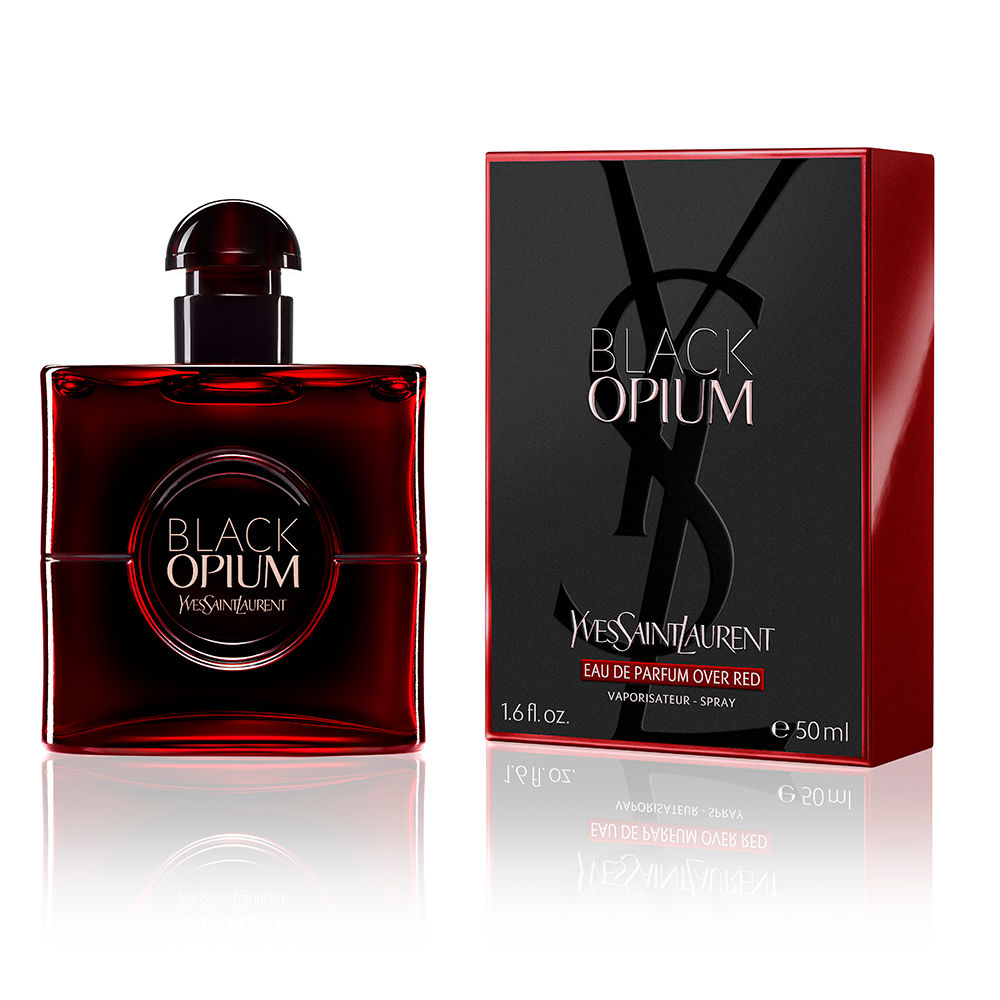 BLACK
OPIUM
YVESSAINTLAURENT
BLACK
OPIUM
YVESSAINTLAURENT
EAU DE PARFUM OVER RED
VAPORISATEUR - SPRAY
1.6 fl. oz.
e 50 ml